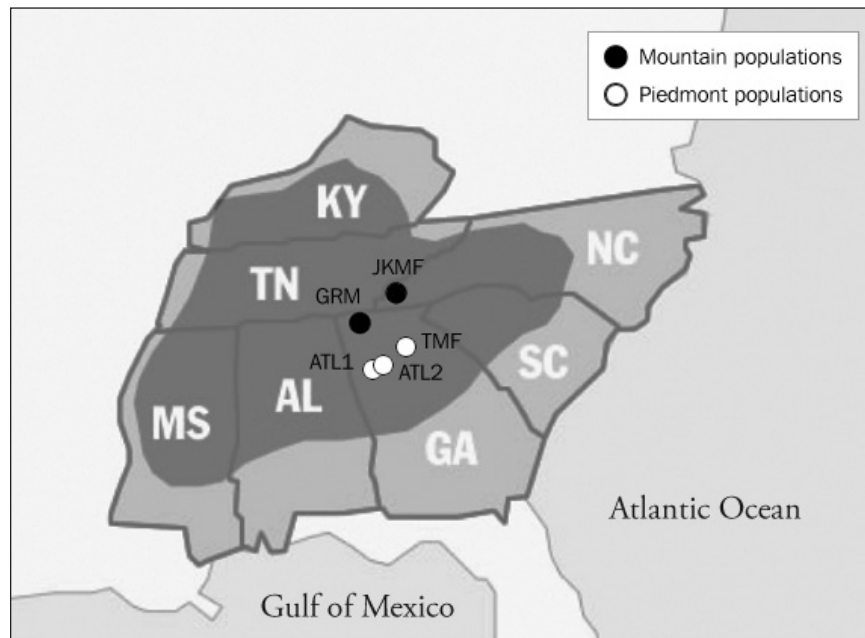 Mountain populations
Piedmont populations
KY
NC
JKMF
TN
GRM
TMF
ATL1
ATL2
SC
AL
MS
GA
Atlantic Ocean
Gulf of Mexico